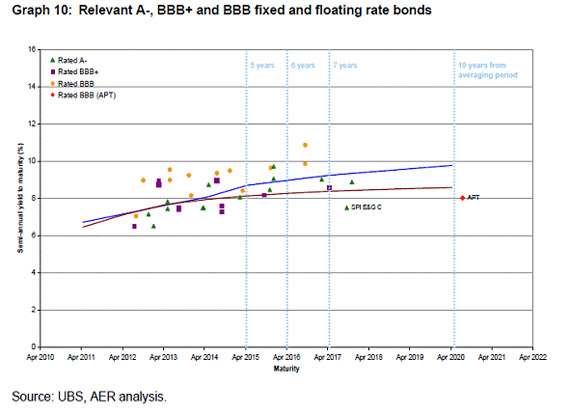 Graph 10: Relevant A-, BBB+ and BBB fixed and floating rate bonds
16
14
12
10
8
6
4
2
0
Semi-annual yield to maturity (%)
Rated A-
Rated BBB+
Rated BBB
Rated BBB (APT)
5 years
6 years
7 years
10 years from
averaging period
SPI E&G C
APT
Apr 2010 Apr 2011 Apr 2012 Apr 2013 Apr 2014 Apr 2015 Apr 2016 Apr 2017 Apr 2018 Apr 2019 Apr 2020 Apr 2021 Apr 2022
Maturity
Source: UBS, AER analysis.